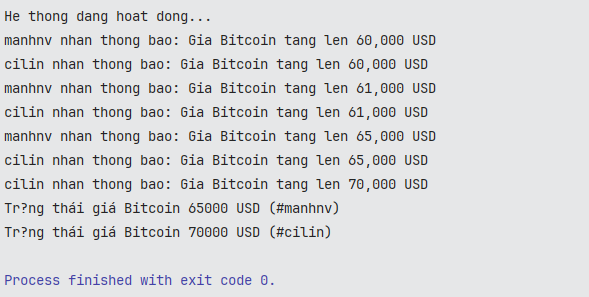 He thong dang hoat dong...
manhnv nhan thong bao: Gia Bitcoin tang len 60,000 USD
cilin nhan thong bao: Gia Bitcoin tang len 60,000 USD
manhnv nhan thong bao: Gia Bitcoin tang len 61,000 USD
cilin nhan thong bao: Gia Bitcoin tang len 61,000 USD
manhnv nhan thong bao: Gia Bitcoin tang len 65,000 USD
cilin nhan thong bao: Gia Bitcoin tang len 65,000 USD
cilin nhan thong bao: Gia Bitcoin tang len 70,000 USD
Tr?ng thái giá Bitcoin 65000 USD (#manhnv)
Tr?ng thái giá Bitcoin 70000 USD (#cilin)
Process finished with exit code 0.